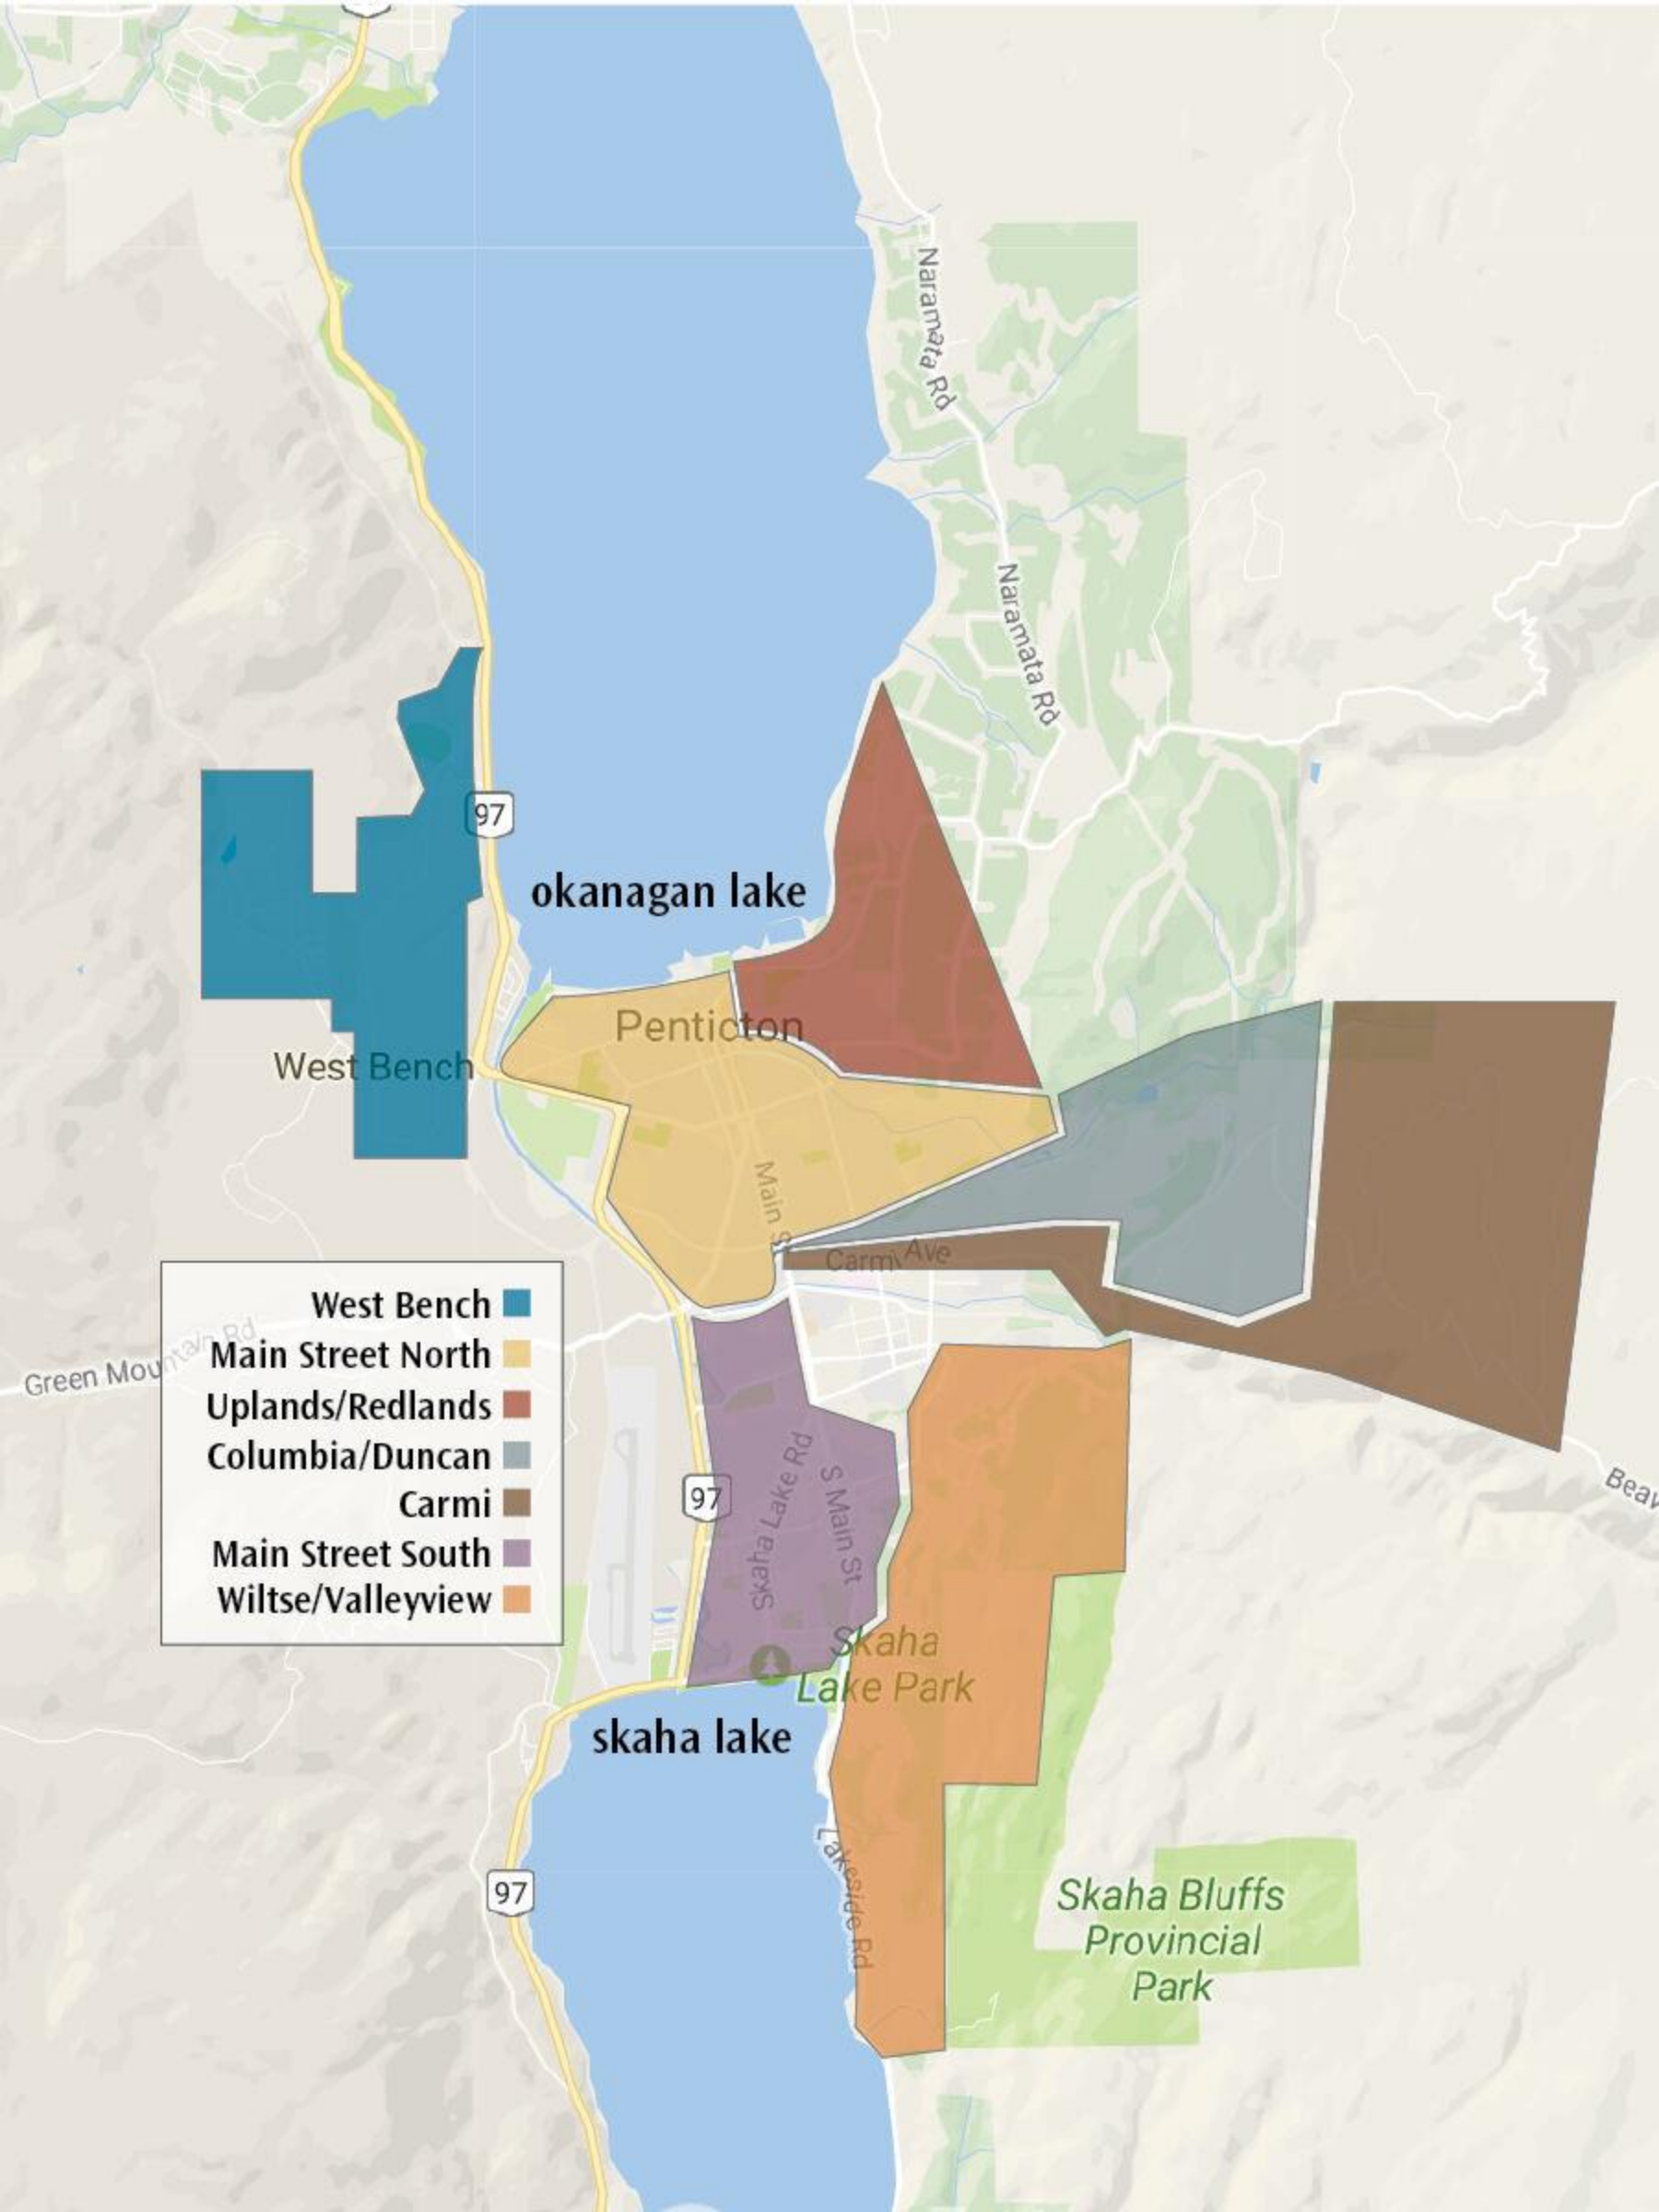 Naramata Rd
Naramata Rd
97
okanagan lake
Penticton
West Bench
Main S
Carmi Ave
West Bench
Main Street North
Uplands/Redlands
Columbia/Duncan
Carmi
Main Street South
Wiltse/Valleyview
Green Mountain Rd
97
Skaha Lake Rd
S Main St
Beav
Skaha
Lake Park
skaha lake
Lakeside Rd
97
Skaha Bluffs
Provincial
Park